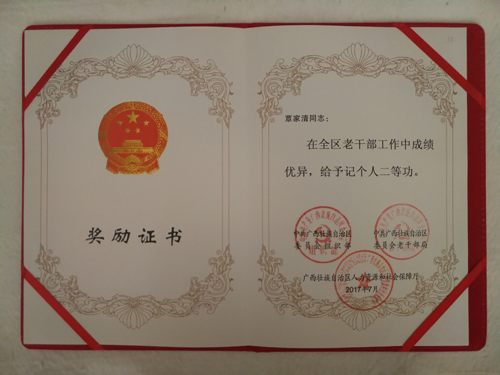 奖励证书
覃家清同志：
在全区老干部工作中成绩
优异，给予记个人二等功。
中共广西壮族自治区
委员会组织部
中共广西壮族自治区
委员会老干部局
广西壮族自治区人力资源和社会保障厅
2017年7月